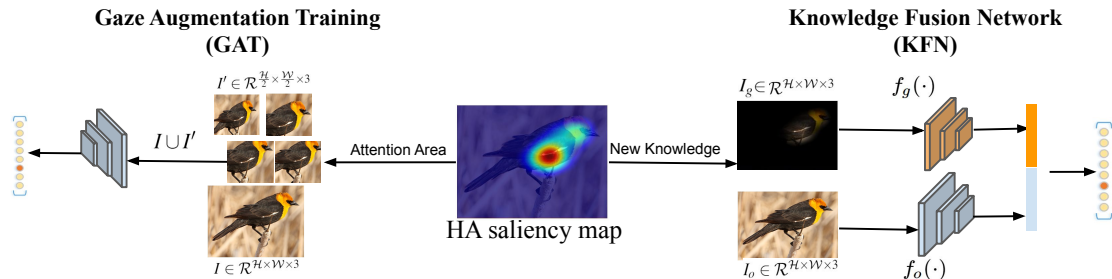 Gaze Augmentation Training
(GAT)
I′ ∈ R^{H/2 × W/2 × 3}
I ∪ I′
Attention Area
I ∈ R^{H×W×3}
HA saliency map
New Knowledge
Knowledge Fusion Network
(KFN)
I_g ∈ R^{H×W×3}
f_g(·)
I_o ∈ R^{H×W×3}
f_o(·)